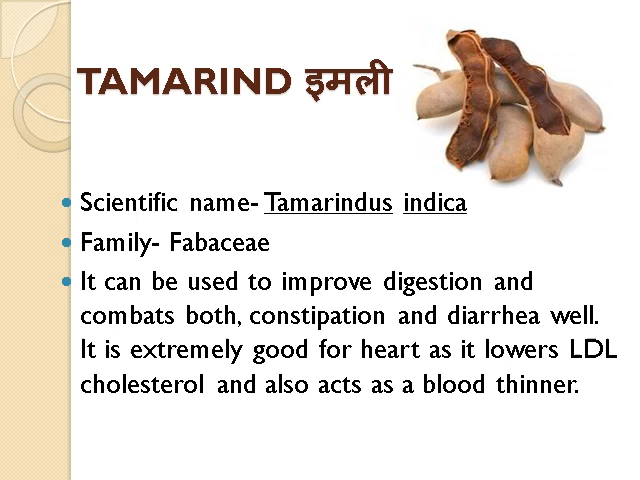 TAMARIND इमली
Scientific name- Tamarindus indica
Family- Fabaceae
It can be used to improve digestion and
combats both, constipation and diarrhea well.
It is extremely good for heart as it lowers LDL
cholesterol and also acts as a blood thinner.